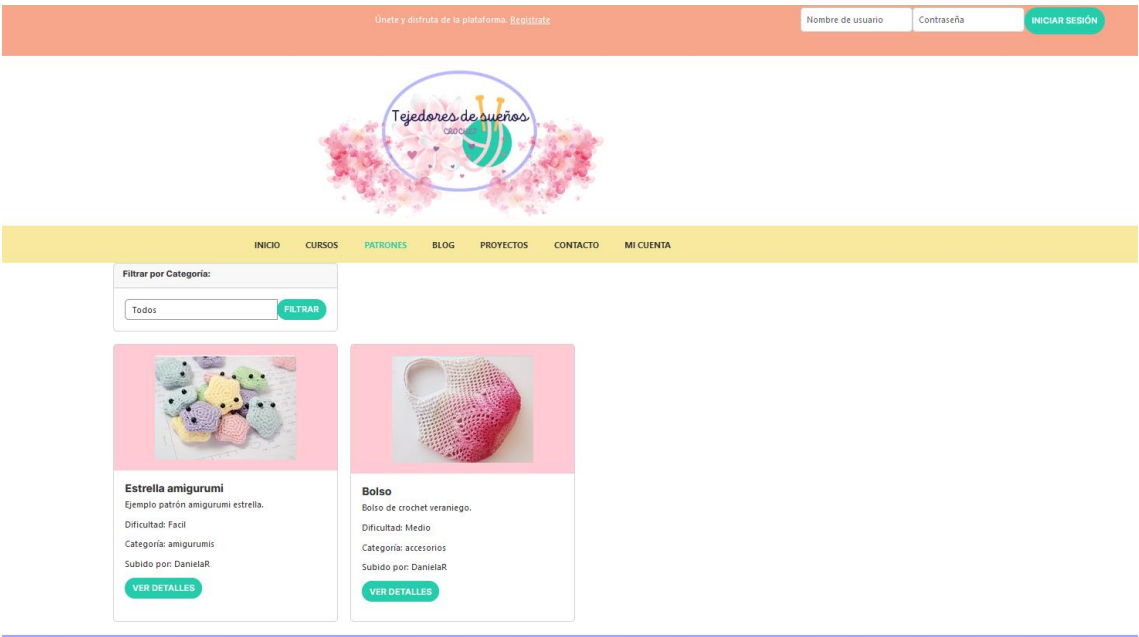 Únete y disfruta de la plataforma. Registrate
Nombre de usuario
Contraseña
INICIAR SESIÓN
Tejedores de sueños
CROCHET
INICIO CURSOS PATRONES BLOG PROYECTOS CONTACTO MI CUENTA
Filtrar por Categoría:
Todos
FILTRAR
Estrella amigurumi
Ejemplo patrón amigurumi estrella.
Dificultad: Facil
Categoría: amigurumis
Subido por: DanielaR
VER DETALLES
Bolso
Bolso de crochet veraniego.
Dificultad: Medio
Categoría: accesorios
Subido por: DanielaR
VER DETALLES